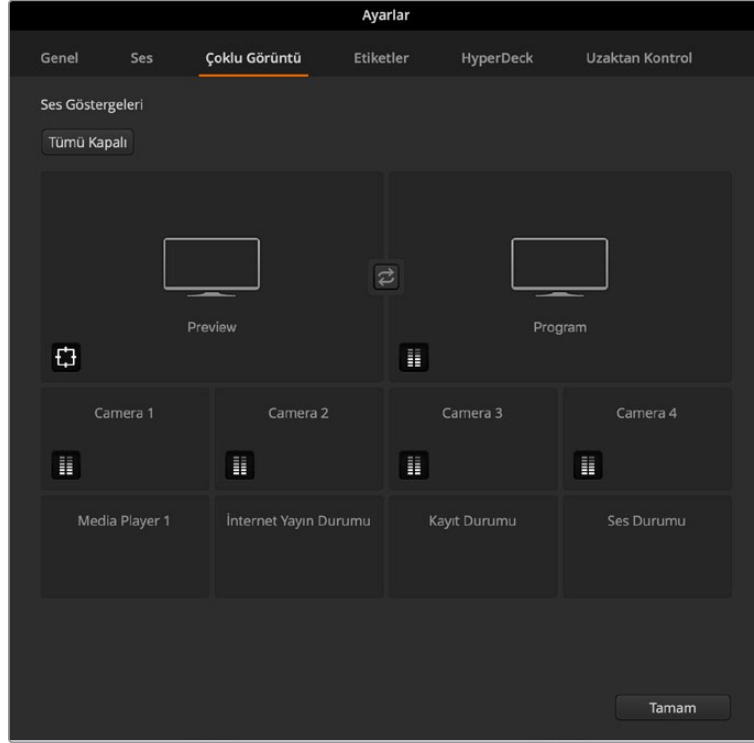 Ayarlar
Genel Ses Çoklu Görüntü Etiketler HyperDeck Uzaktan Kontrol
Ses Göstergeleri
Tümü Kapalı
Preview Program
Camera 1 Camera 2 Camera 3 Camera 4
Media Player 1 İnternet Yayın Durumu Kayıt Durumu Ses Durumu
Tamam